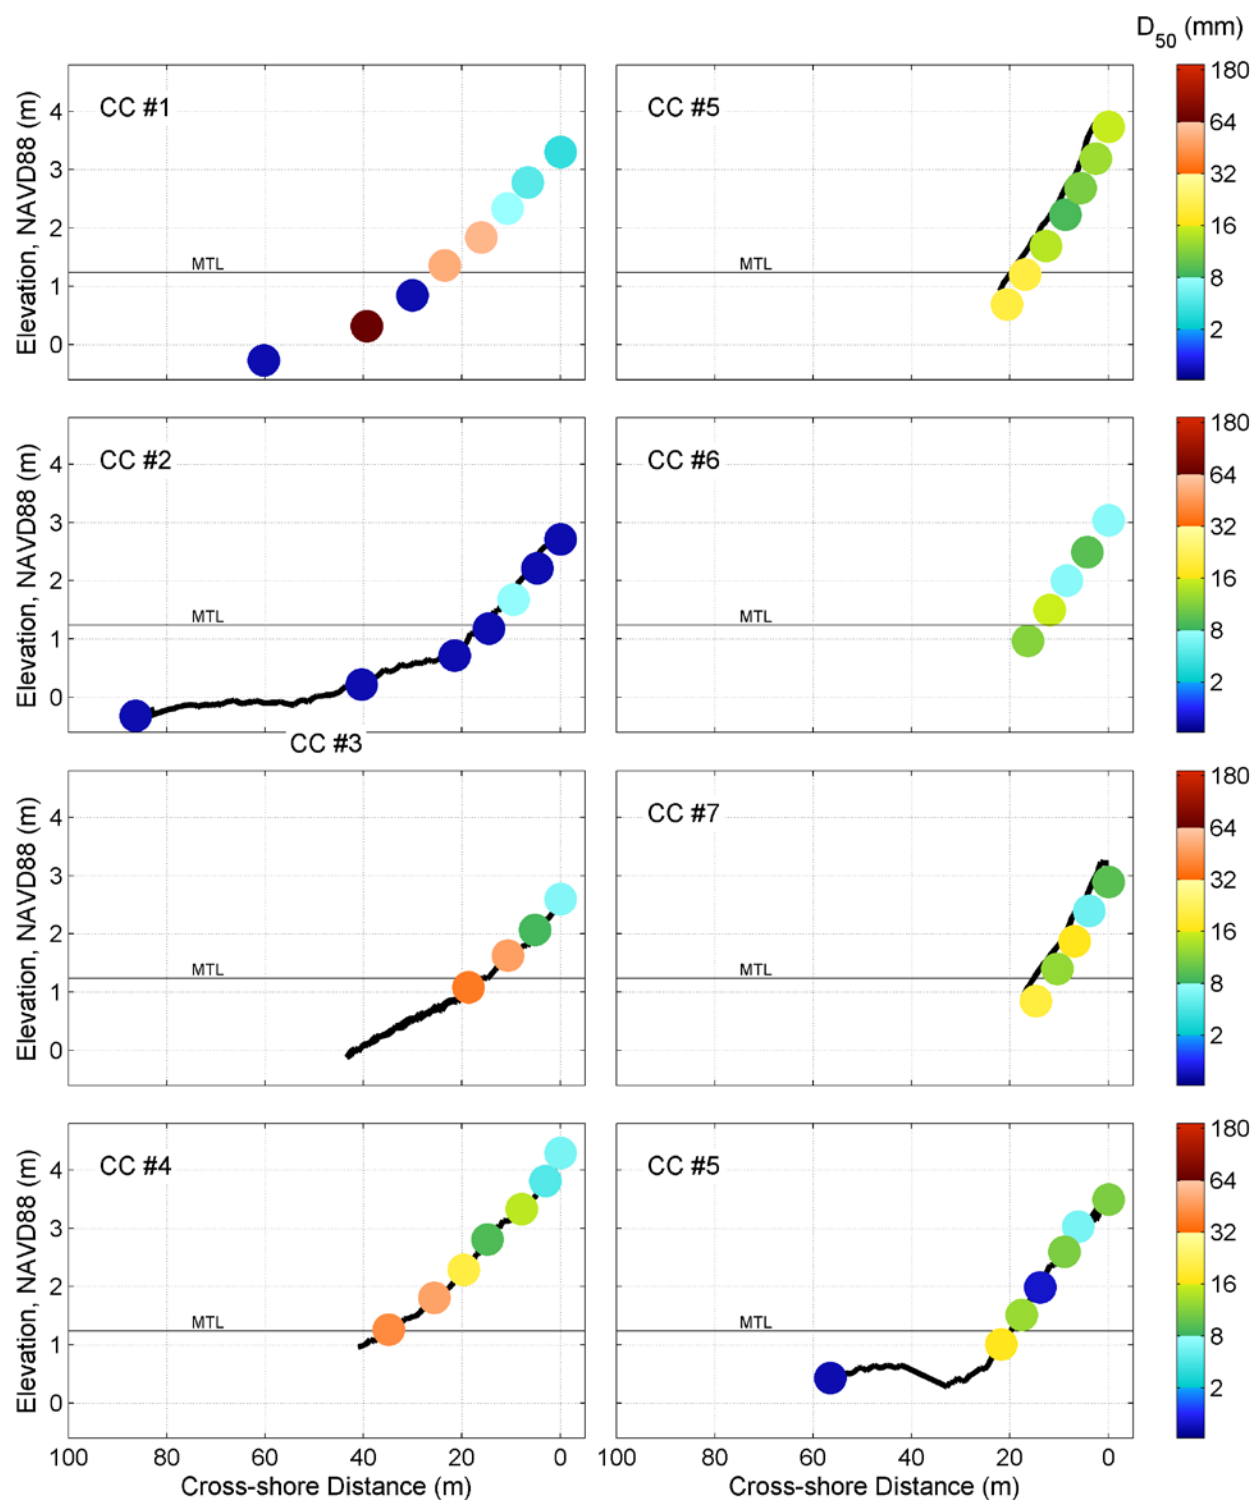 D50 (mm)
CC #1
Elevation, NAVD88 (m)
4
3
2
1
0
MTL
CC #5
MTL
180
64
32
16
8
2
CC #2
Elevation, NAVD88 (m)
4
3
2
1
0
MTL
CC #6
MTL
180
64
32
16
8
2
CC #3
Elevation, NAVD88 (m)
4
3
2
1
0
MTL
CC #7
MTL
180
64
32
16
8
2
CC #4
Elevation, NAVD88 (m)
4
3
2
1
0
MTL
100 80 60 40 20 0
Cross-shore Distance (m)
CC #5
MTL
100 80 60 40 20 0
Cross-shore Distance (m)
180
64
32
16
8
2